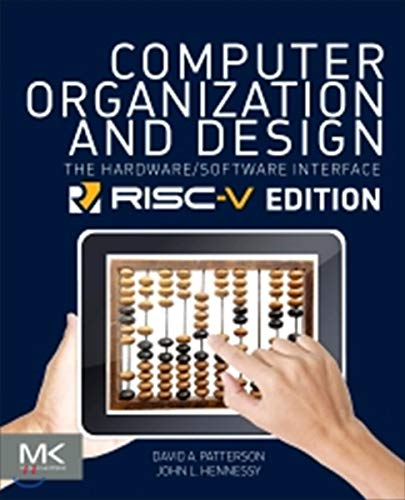 COMPUTER
ORGANIZATION
AND DESIGN
THE HARDWARE/SOFTWARE INTERFACE
RISC-V EDITION
DAVID A. PATTERSON
JOHN L. HENNESSY
MK